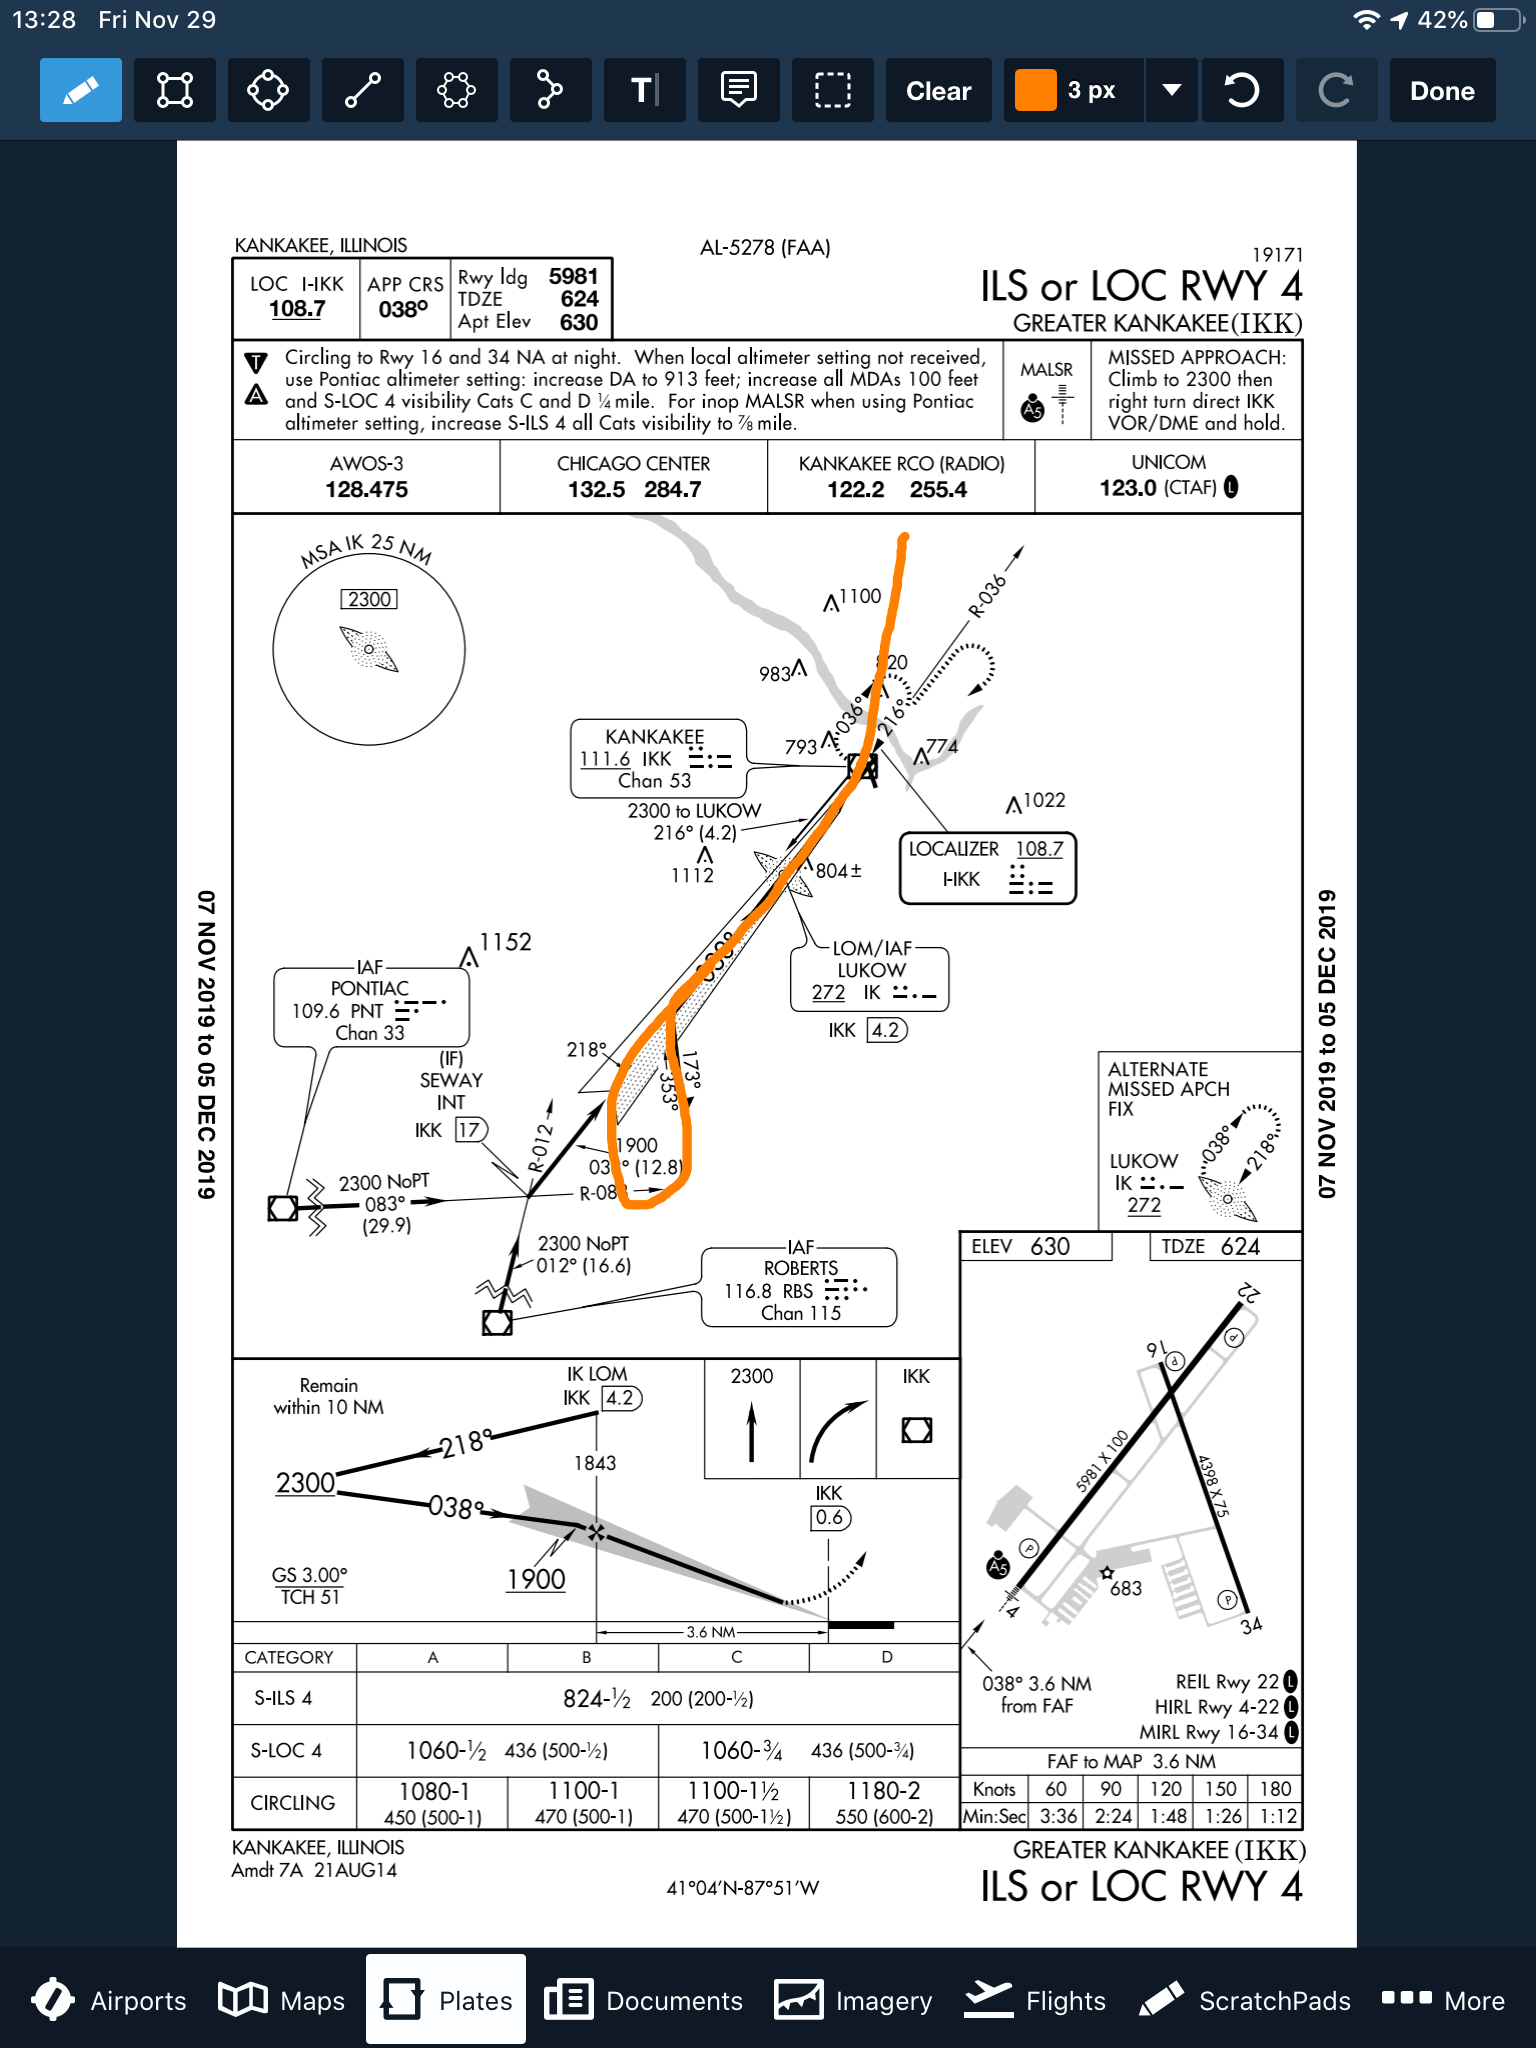 13:28 Fri Nov 29 42%
T Clear 3 px Done
KANKAKEE, ILLINOIS AL-5278 (FAA) 19171
LOC I-IKK
108.7
APP CRS
038°
Rwy ldg 5981
TDZE 624
Apt Elev 630
ILS or LOC RWY 4
GREATER KANKAKEE (IKK)
T
A
Circling to Rwy 16 and 34 NA at night. When local altimeter setting not received,
use Pontiac altimeter setting: increase DA to 913 feet; increase all MDAs 100 feet
and S-LOC 4 visibility Cats C and D ¼ mile. For inop MALSR when using Pontiac
altimeter setting, increase S-ILS 4 all Cats visibility to ⅞ mile.
MALSR
A5
MISSED APPROACH:
Climb to 2300 then
right turn direct IKK
VOR/DME and hold.
AWOS-3
128.475
CHICAGO CENTER
132.5 284.7
KANKAKEE RCO (RADIO)
122.2 255.4
UNICOM
123.0 (CTAF) L
MSA IK 25 NM
2300
1100
R-036
983
036°
216°
793
774
KANKAKEE
111.6 IKK
Chan 53
2300 to LUKOW
216° (4.2)
1022
1112
804±
LOCALIZER 108.7
I-IKK
1152
LOM/IAF
LUKOW
272 IK
IKK 4.2
IAF
PONTIAC
109.6 PNT
Chan 33
218°
173°
353°
(IF)
SEWAY
INT
IKK 17
R-012
1900
(12.8)
2300 NoPT
083°
(29.9)
2300 NoPT
012° (16.6)
IAF
ROBERTS
116.8 RBS
Chan 115
ALTERNATE
MISSED APCH
FIX
038°
218°
LUKOW
IK
272
07 NOV 2019 to 05 DEC 2019
07 NOV 2019 to 05 DEC 2019
ELEV 630 TDZE 624
22
16
P
P
5981 X 100
4398 X 75
P
A5
683
P
4
34
038° 3.6 NM
from FAF
REIL Rwy 22 L
HIRL Rwy 4-22 L
MIRL Rwy 16-34 L
Remain
within 10 NM
IK LOM
IKK 4.2
218°
2300
1843
038°
1900
GS 3.00°
TCH 51
2300 IKK
IKK
0.6
3.6 NM
CATEGORY A B C D
S-ILS 4 824-½ 200 (200-½)
S-LOC 4 1060-½ 436 (500-½) 1060-¾ 436 (500-¾)
CIRCLING
1080-1
450 (500-1)
1100-1
470 (500-1)
1100-1½
470 (500-1½)
1180-2
550 (600-2)
FAF to MAP 3.6 NM
Knots 60 90 120 150 180
Min:Sec 3:36 2:24 1:48 1:26 1:12
KANKAKEE, ILLINOIS
Amdt 7A 21AUG14
41°04'N-87°51'W
GREATER KANKAKEE (IKK)
ILS or LOC RWY 4
Airports Maps Plates Documents Imagery Flights ScratchPads More